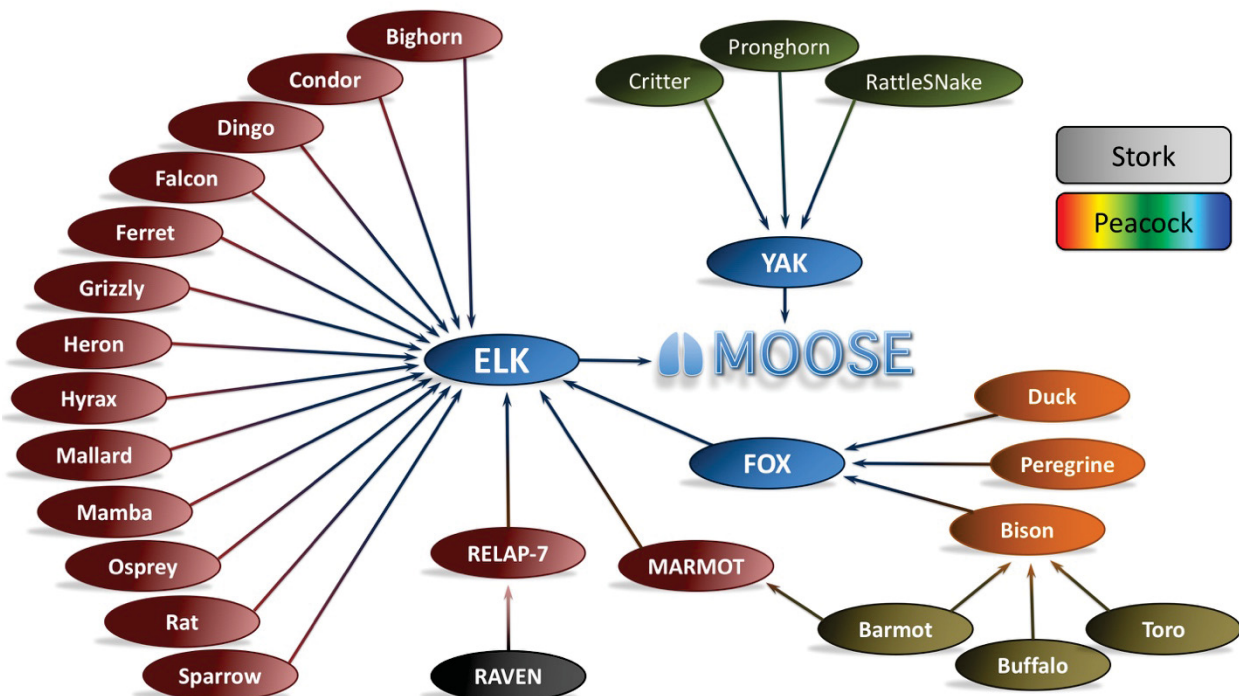 Bighorn
Condor
Dingo
Falcon
Ferret
Grizzly
Heron
Hyrax
Mallard
Mamba
Osprey
Rat
Sparrow
Critter
Pronghorn
RattleSNake
Stork
Peacock
YAK
ELK
MOOSE
FOX
Duck
Peregrine
Bison
RELAP-7
MARMOT
Barmot
Buffalo
Toro
RAVEN